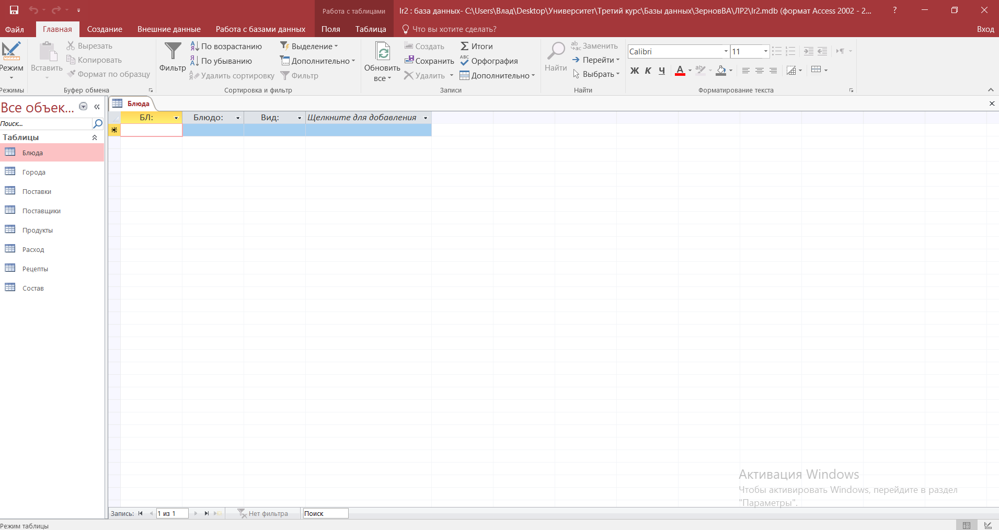 Работа с таблицами
lr2 : база данных- C:\Users\Влад\Desktop\Университет\Третий курс\Базы данных\ЗерновВА\ЛР2\lr2.mdb (формат Access 2002 - 2...
?
Файл
Главная
Создание
Внешние данные
Работа с базами данных
Поля
Таблица
Что вы хотите сделать?
Вход
Режим
Режимы
Вставить
Вырезать
Копировать
Формат по образцу
Буфер обмена
Фильтр
По возрастанию
По убыванию
Удалить сортировку
Выделение
Дополнительно
Фильтр
Сортировка и фильтр
Обновить
все
Создать
Сохранить
Удалить
Итоги
Орфография
Дополнительно
Записи
Найти
Заменить
Перейти
Выбрать
Найти
Calibri
11
Ж К Ч
А
Форматирование текста
Все объек...
Поиск...
Таблицы
Блюда
Города
Поставки
Поставщики
Продукты
Расход
Рецепты
Состав
Блюда
БЛ:
Блюдо:
Вид:
Щелкните для добавления
Активация Windows
Чтобы активировать Windows, перейдите в раздел
"Параметры".
Запись:
1 из 1
Нет фильтра
Поиск
Режим таблицы